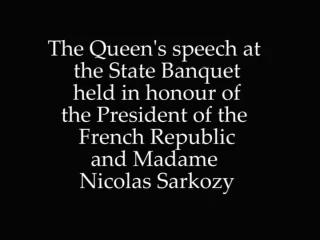 The Queen's speech at
the State Banquet
held in honour of
the President of the
French Republic
and Madame
Nicolas Sarkozy